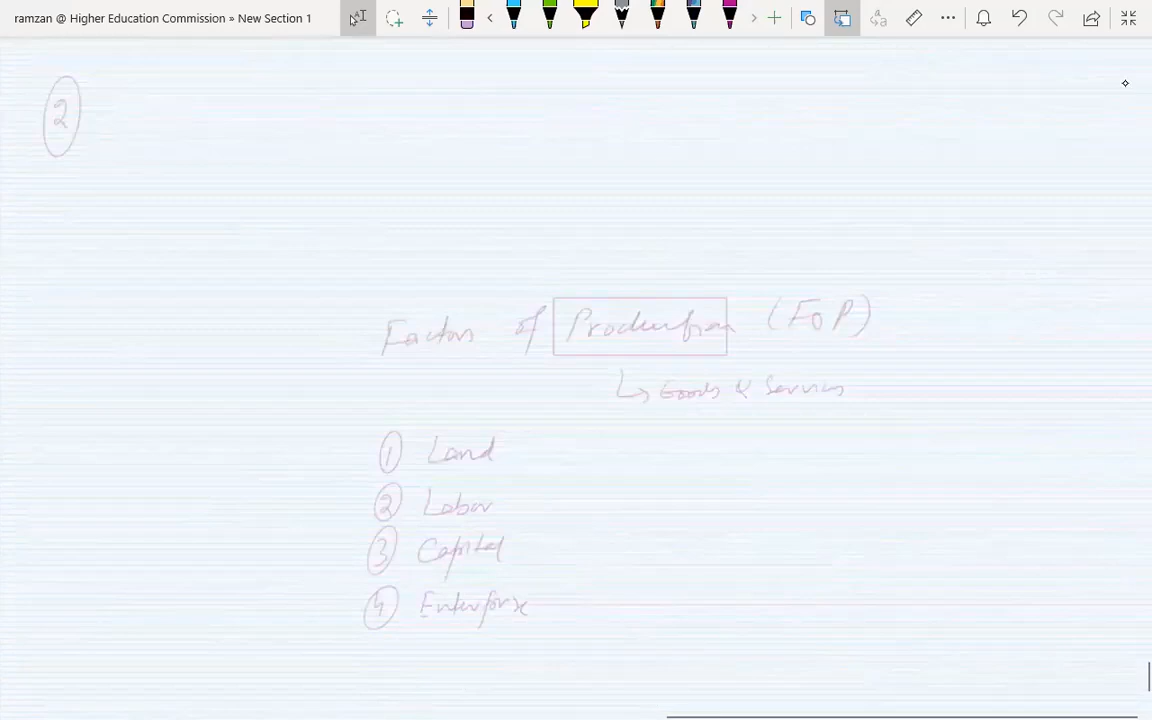 ramzan @ Higher Education Commission » New Section 1
2
Factors of Production (FoP)
↳ Goods & Services
① Land
② Labor
③ Capital
④ Enterprise